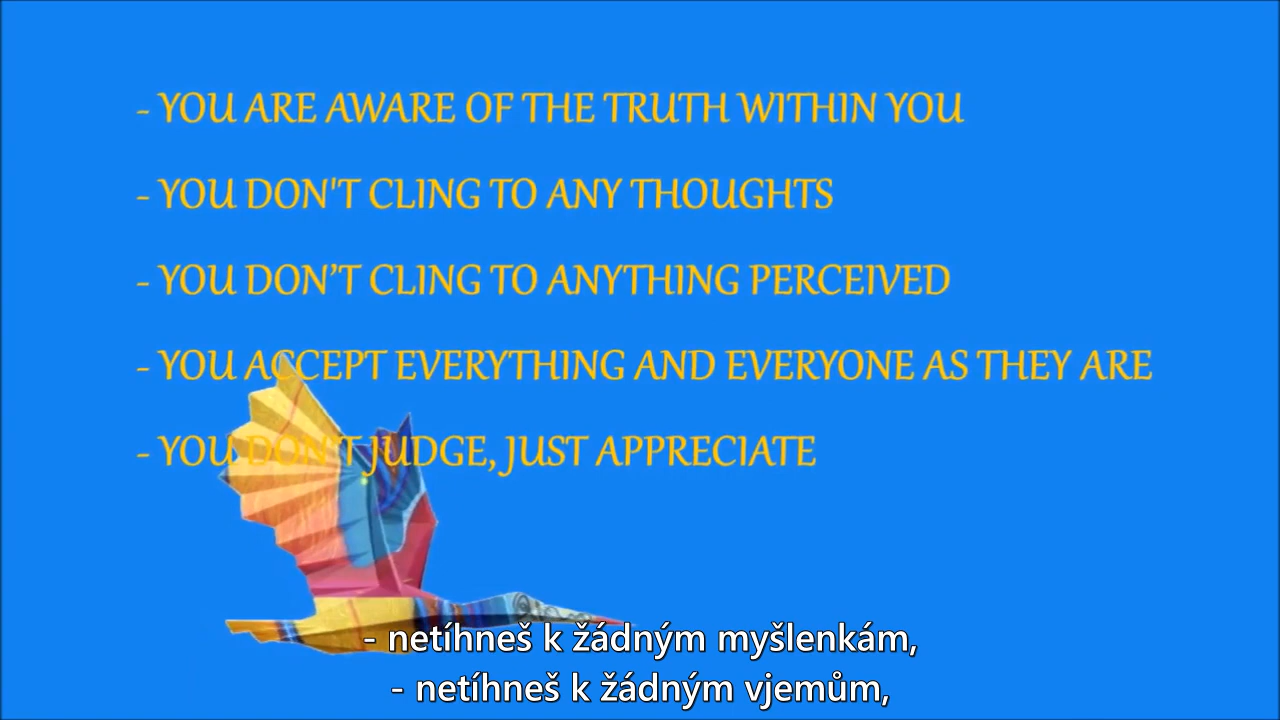 - YOU ARE AWARE OF THE TRUTH WITHIN YOU
- YOU DON'T CLING TO ANY THOUGHTS
- YOU DON’T CLING TO ANYTHING PERCEIVED
- YOU ACCEPT EVERYTHING AND EVERYONE AS THEY ARE
- YOU DON'T JUDGE, JUST APPRECIATE
- netíhneš k žádným myšlenkám,
- netíhneš k žádným vjemům,